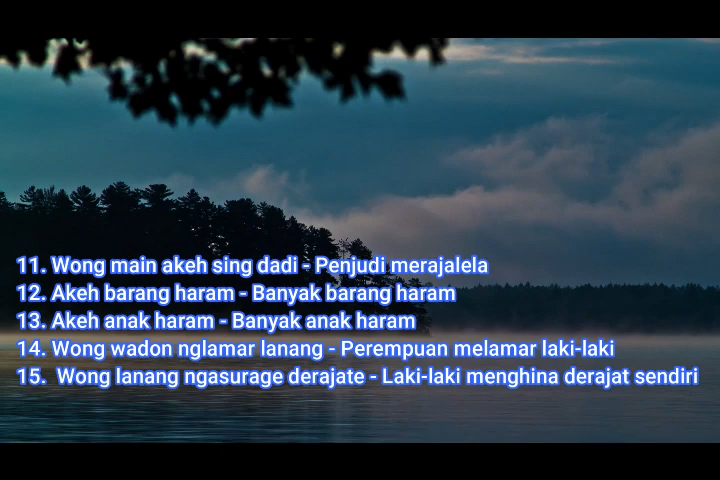 11. Wong main akeh sing dadi - Penjudi merajalela
12. Akeh barang haram - Banyak barang haram
13. Akeh anak haram - Banyak anak haram
14. Wong wadon nglamar lanang - Perempuan melamar laki-laki
15. Wong lanang ngasurage derajate - Laki-laki menghina derajat sendiri